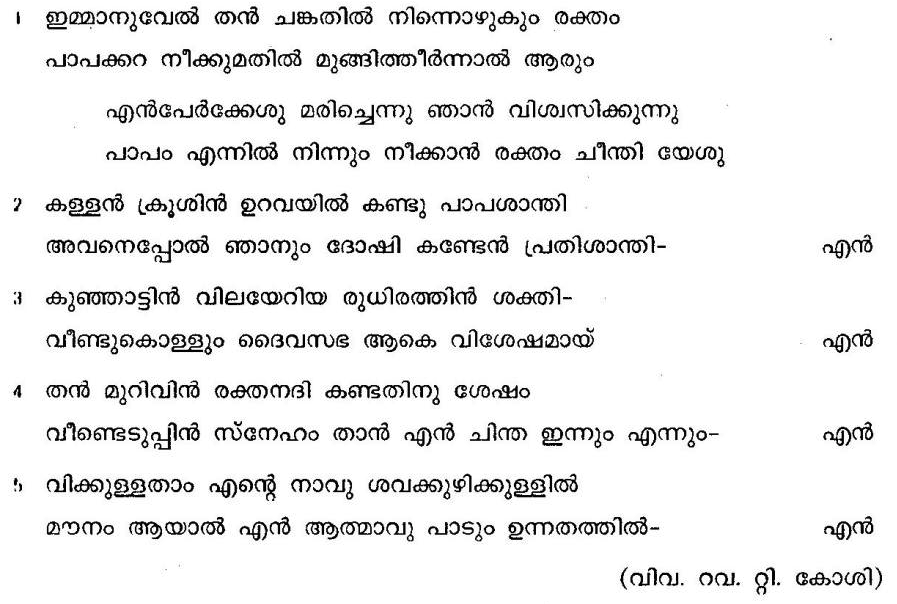 1 ഇമ്മാനുവേൽ തൻ ചങ്കതിൽ നിന്നൊഴുകും രക്തം
പാപക്കറ നീക്കുമതിൽ മുങ്ങിത്തീർന്നാൽ ആരും
എൻപേർക്കേശു മരിച്ചെന്നു ഞാൻ വിശ്വസിക്കുന്നു
പാപം എന്നിൽ നിന്നും നീക്കാൻ രക്തം ചീന്തി യേശു
2 കള്ളൻ ക്രൂശിൻ ഉറവയിൽ കണ്ടു പാപശാന്തി
അവനെപ്പോൽ ഞാനും ദോഷി കണ്ടേൻ പ്രതിശാന്തി- എൻ
3 കുഞ്ഞാട്ടിൻ വിലയേറിയ രുധിരത്തിൻ ശക്തി-
വീണ്ടുകൊള്ളും ദൈവസഭ ആകെ വിശേഷമായ് എൻ
4 തൻ മുറിവിൻ രക്തനദി കണ്ടതിനു ശേഷം
വീണ്ടെടുപ്പിൻ സ്നേഹം താൻ എൻ ചിന്ത ഇന്നും എന്നും- എൻ
5 വിക്കുള്ളതാം എന്റെ നാവു ശവക്കുഴിക്കുള്ളിൽ
മൗനം ആയാൽ എൻ ആത്മാവു പാടും ഉന്നതത്തിൽ- എൻ
(വിവ. റവ. റ്റി. കോശി)